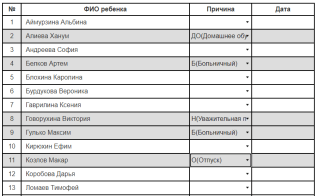 № ФИО ребенка Причина Дата
1 Аймурзина Альбина
2 Алиева Ханум ДО(Домашнее обу
3 Андреева София
4 Белков Артем Б(Больничный)
5 Блохина Каролина
6 Бурдукова Вероника
7 Гаврилина Ксения
8 Говорухина Виктория Н(Уважительная п
9 Гулько Максим Б(Больничный)
10 Кирюхин Ефим
11 Козлов Макар О(Отпуск)
12 Коробова Дарья
13 Ломаев Тимофей